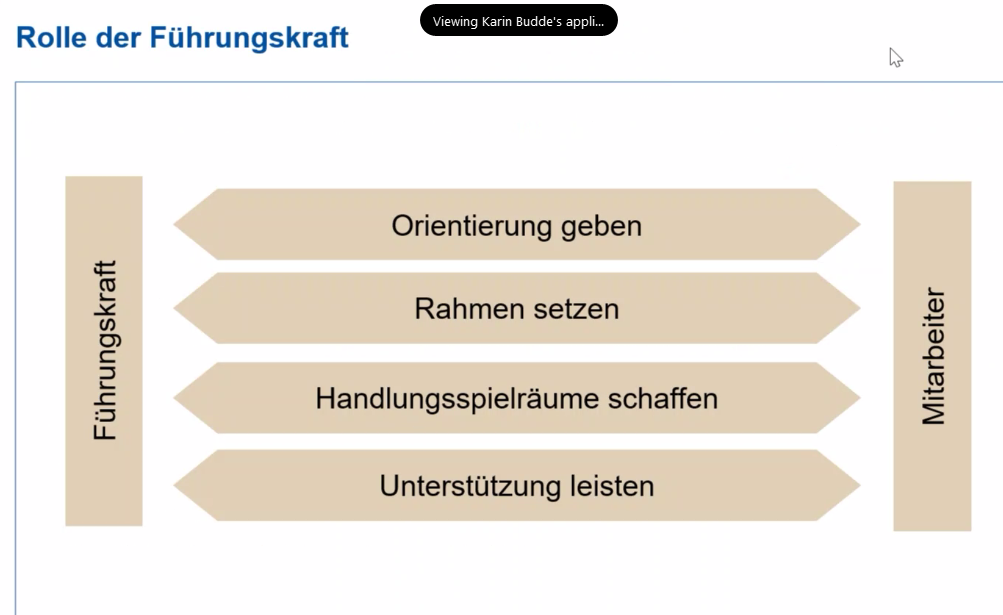 Viewing Karin Budde's appli...
Rolle der Führungskraft
Führungskraft
Orientierung geben
Rahmen setzen
Handlungsspielräume schaffen
Unterstützung leisten
Mitarbeiter